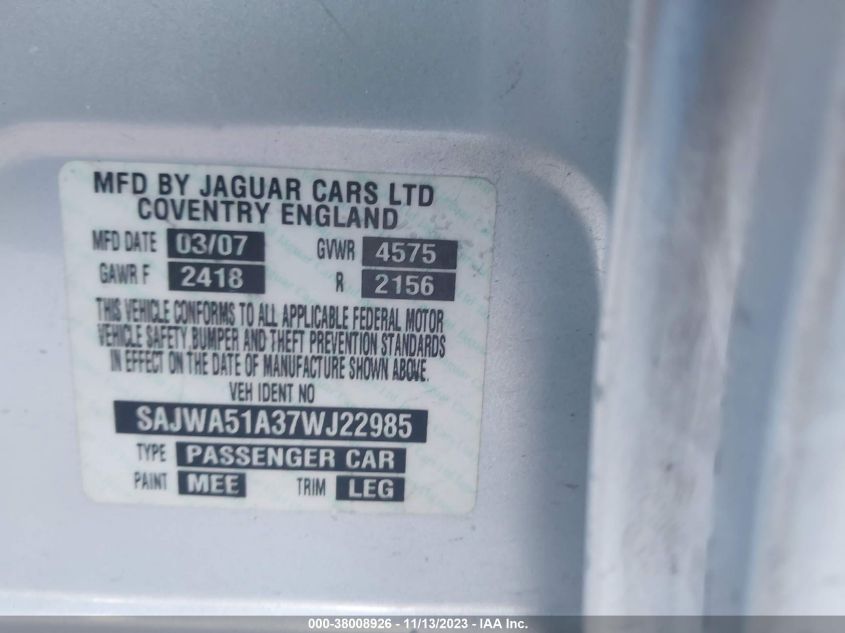 MFD BY JAGUAR CARS LTD
COVENTRY ENGLAND
MFD DATE 03/07 GVWR 4575
GAWR F 2418 R 2156
THIS VEHICLE CONFORMS TO ALL APPLICABLE FEDERAL MOTOR
VEHICLE SAFETY, BUMPER AND THEFT PREVENTION STANDARDS
IN EFFECT ON THE DATE OF MANUFACTURE SHOWN ABOVE.
VEH IDENT NO
SAJWA51A37WJ22985
TYPE PASSENGER CAR
PAINT MEE TRIM LEG
000-38008926 - 11/13/2023 - IAA Inc.